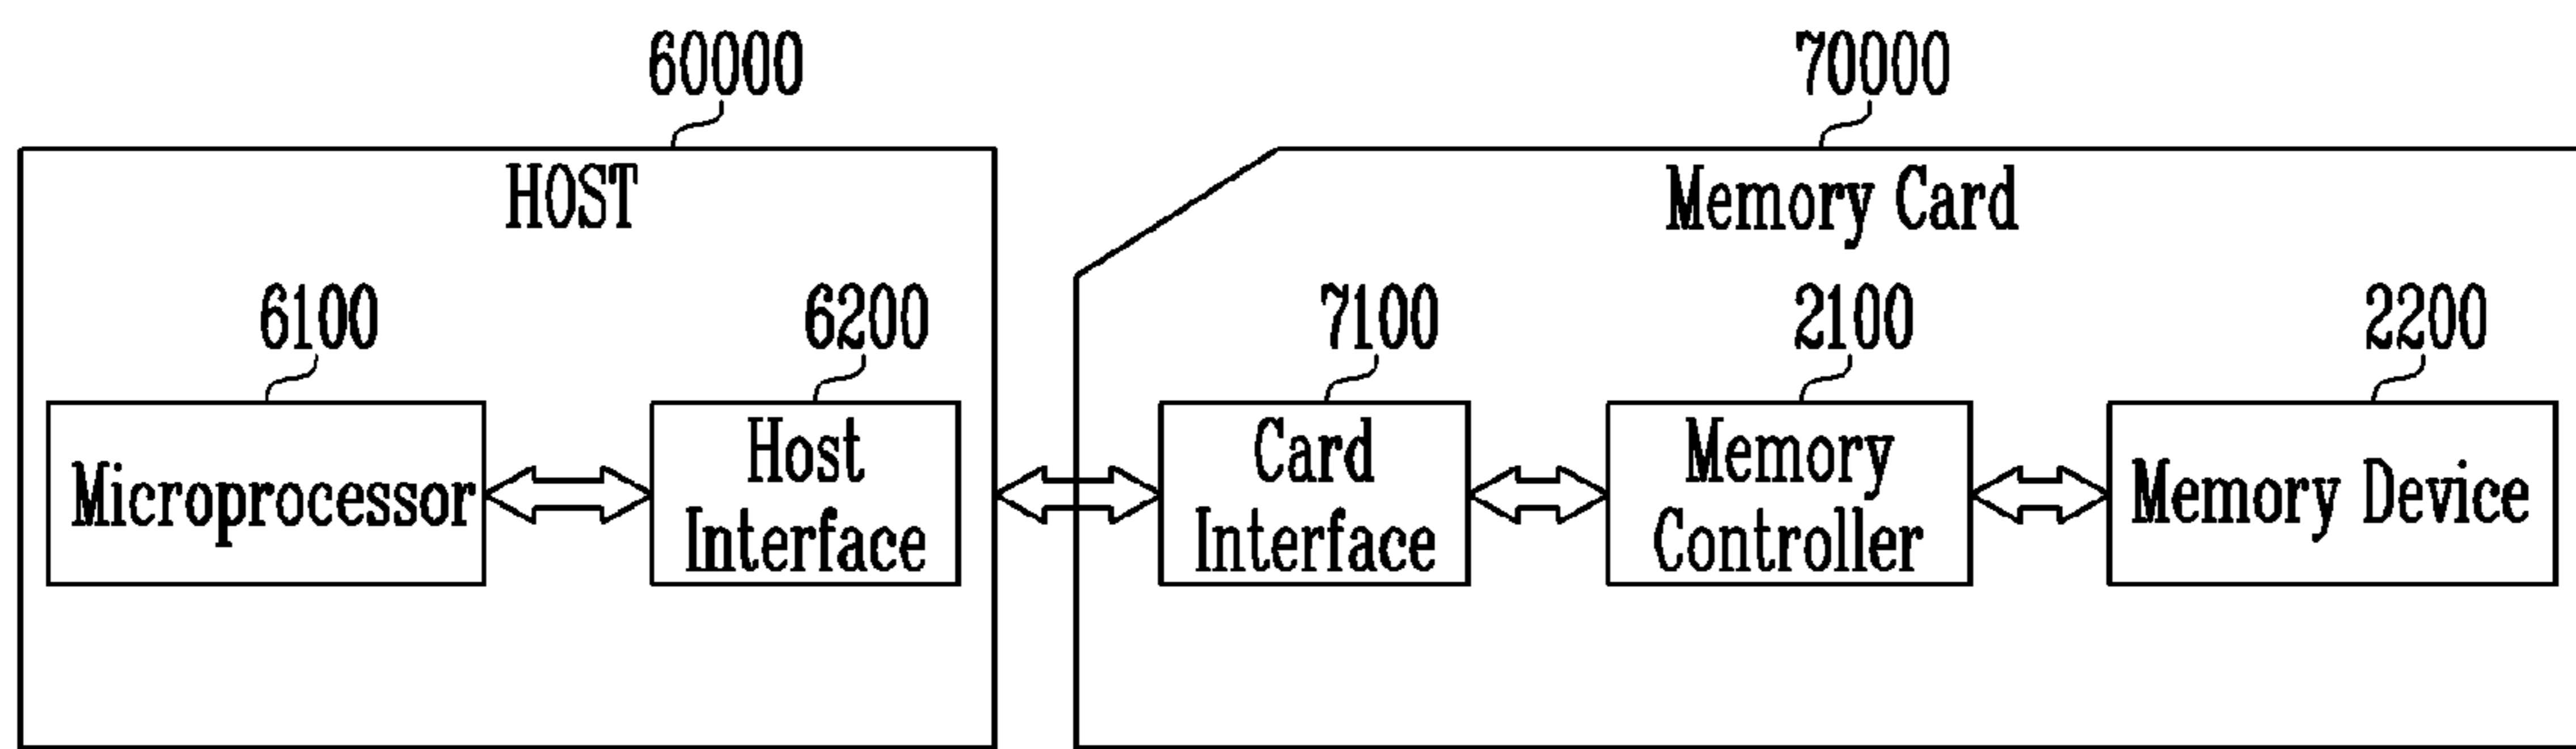 60000
70000
HOST
Memory Card
6100
6200
7100
2100
2200
Microprocessor
Host
Interface
Card
Interface
Memory
Controller
Memory Device